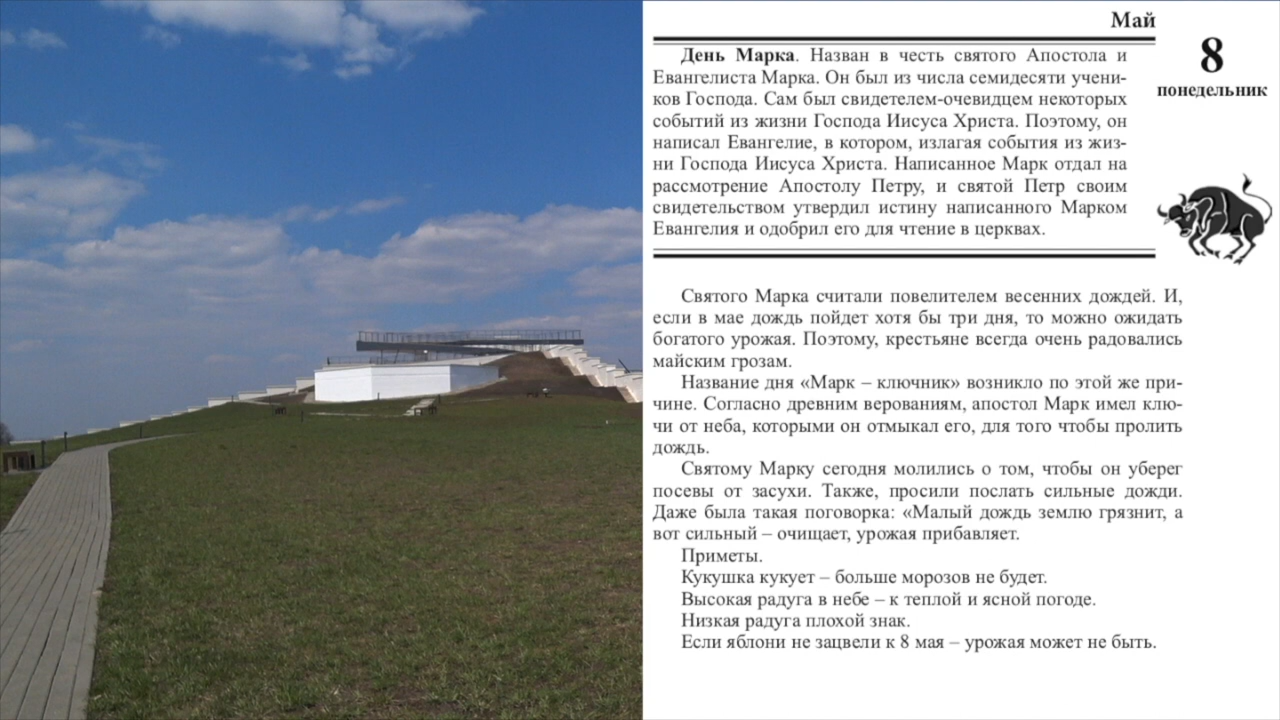 Май
8
понедельник
День Марка. Назван в честь святого Апостола и
Евангелиста Марка. Он был из числа семидесяти учени-
ков Господа. Сам был свидетелем-очевидцем некоторых
событий из жизни Господа Иисуса Христа. Поэтому, он
написал Евангелие, в котором, излагая события из жиз-
ни Господа Иисуса Христа. Написанное Марк отдал на
рассмотрение Апостолу Петру, и святой Петр своим
свидетельством утвердил истину написанного Марком
Евангелия и одобрил его для чтение в церквах.
Святого Марка считали повелителем весенних дождей. И,
если в мае дождь пойдет хотя бы три дня, то можно ожидать
богатого урожая. Поэтому, крестьяне всегда очень радовались
майским грозам.
Название дня «Марк – ключник» возникло по этой же при-
чине. Согласно древним верованиям, апостол Марк имел клю-
чи от неба, которыми он отмыкал его, для того чтобы пролить
дождь.
Святому Марку сегодня молились о том, чтобы он уберег
посевы от засухи. Также, просили послать сильные дожди.
Даже была такая поговорка: «Малый дождь землю грязнит, а
вот сильный – очищает, урожая прибавляет.
Приметы.
Кукушка кукует – больше морозов не будет.
Высокая радуга в небе – к теплой и ясной погоде.
Низкая радуга плохой знак.
Если яблони не зацвели к 8 мая – урожая может не быть.